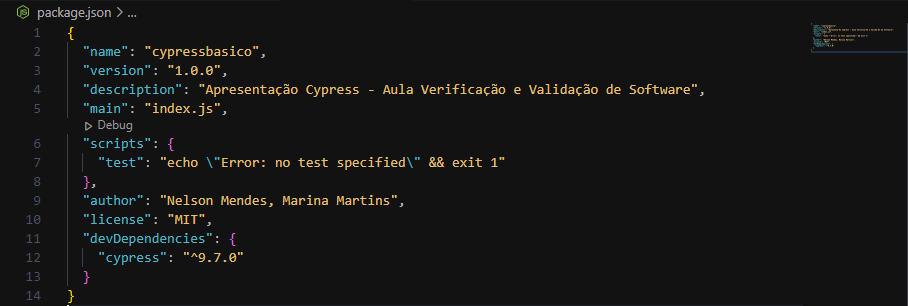 package.json > ...
1 {
2 "name": "cypressbasico",
3 "version": "1.0.0",
4 "description": "Apresentação Cypress - Aula Verificação e Validação de Software",
5 "main": "index.js",
Debug
6 "scripts": {
7 "test": "echo \"Error: no test specified\" && exit 1"
8 },
9 "author": "Nelson Mendes, Marina Martins",
10 "license": "MIT",
11 "devDependencies": {
12 "cypress": "^9.7.0"
13 }
14 }